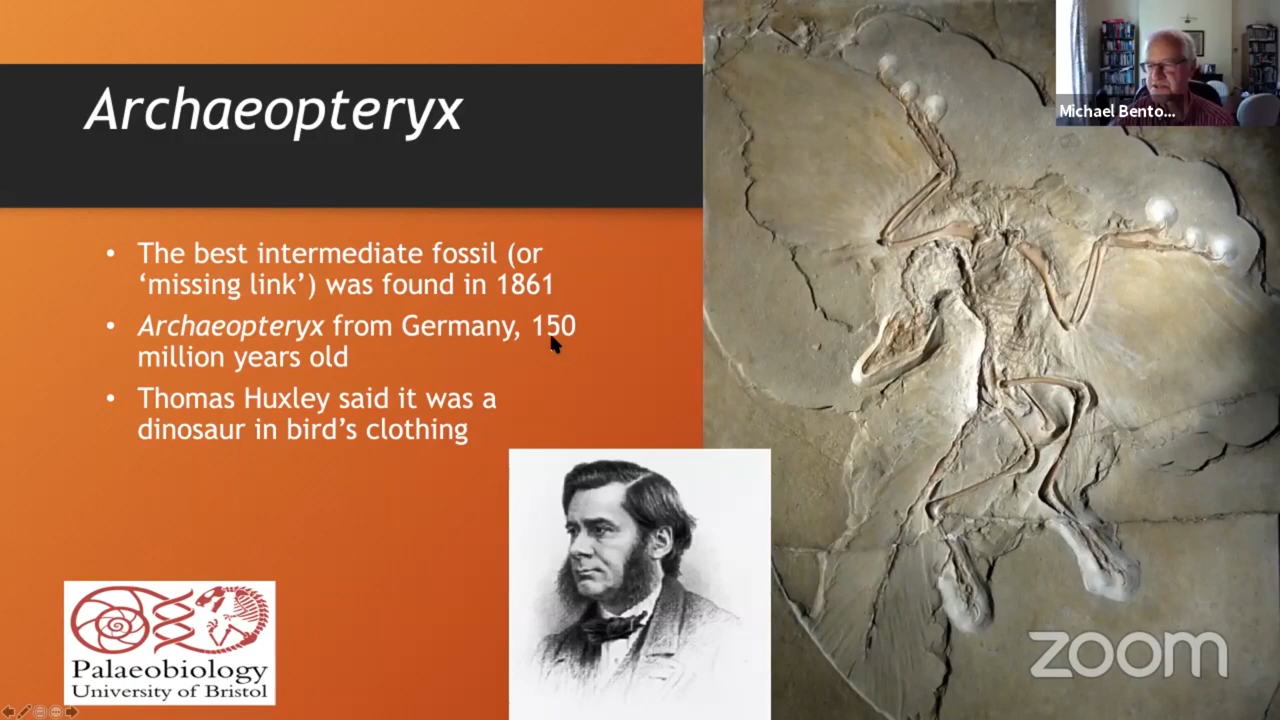 Archaeopteryx
• The best intermediate fossil (or
‘missing link’) was found in 1861
• Archaeopteryx from Germany, 150
million years old
• Thomas Huxley said it was a
dinosaur in bird’s clothing
Palaeobiology
University of Bristol
Michael Bento...
zoom